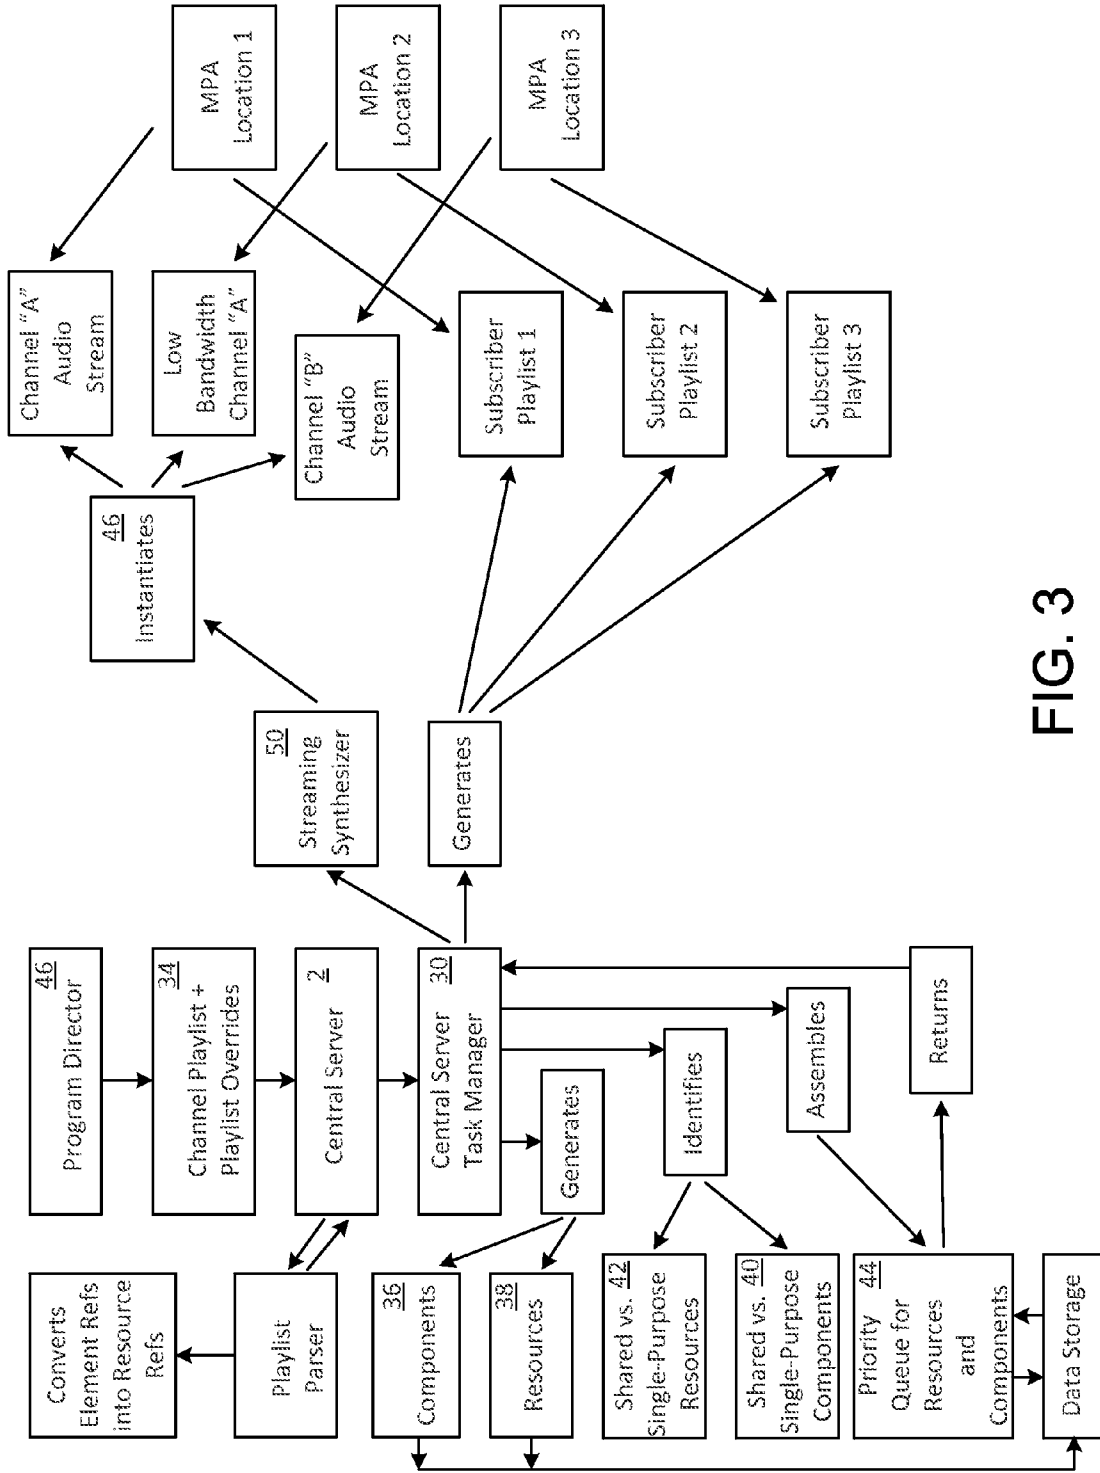 Converts
Element Refs
into Resource
Refs
Playlist
Parser
36
Components
38
Resources
Shared vs. 42
Single-Purpose
Resources
Shared vs. 40
Single-Purpose
Components
Priority 44
Queue for
Resources
and
Components
Data Storage
46
Program Director
34
Channel Playlist +
Playlist Overrides
2
Central Server
30
Central Server
Task Manager
Generates
Identifies
Assembles
Returns
50
Streaming
Synthesizer
Generates
46
Instantiates
Channel "A"
Audio
Stream
Low
Bandwidth
Channel "A"
Channel "B"
Audio
Stream
Subscriber
Playlist 1
Subscriber
Playlist 2
Subscriber
Playlist 3
MPA
Location 1
MPA
Location 2
MPA
Location 3
FIG. 3